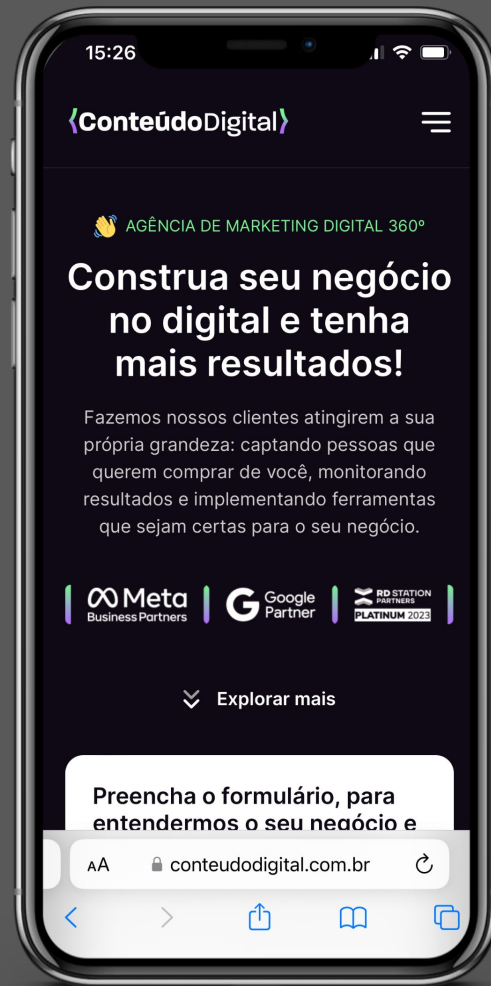 15:26
ConteúdoDigital
AGÊNCIA DE MARKETING DIGITAL 360º
Construa seu negócio
no digital e tenha
mais resultados!
Fazemos nossos clientes atingirem a sua
própria grandeza: captando pessoas que
querem comprar de você, monitorando
resultados e implementando ferramentas
que sejam certas para o seu negócio.
Meta
Business Partners
Google
Partner
RD STATION
PARTNERS
PLATINUM 2023
Explorar mais
Preencha o formulário, para
entendermos o seu negócio e
AA conteudodigital.com.br